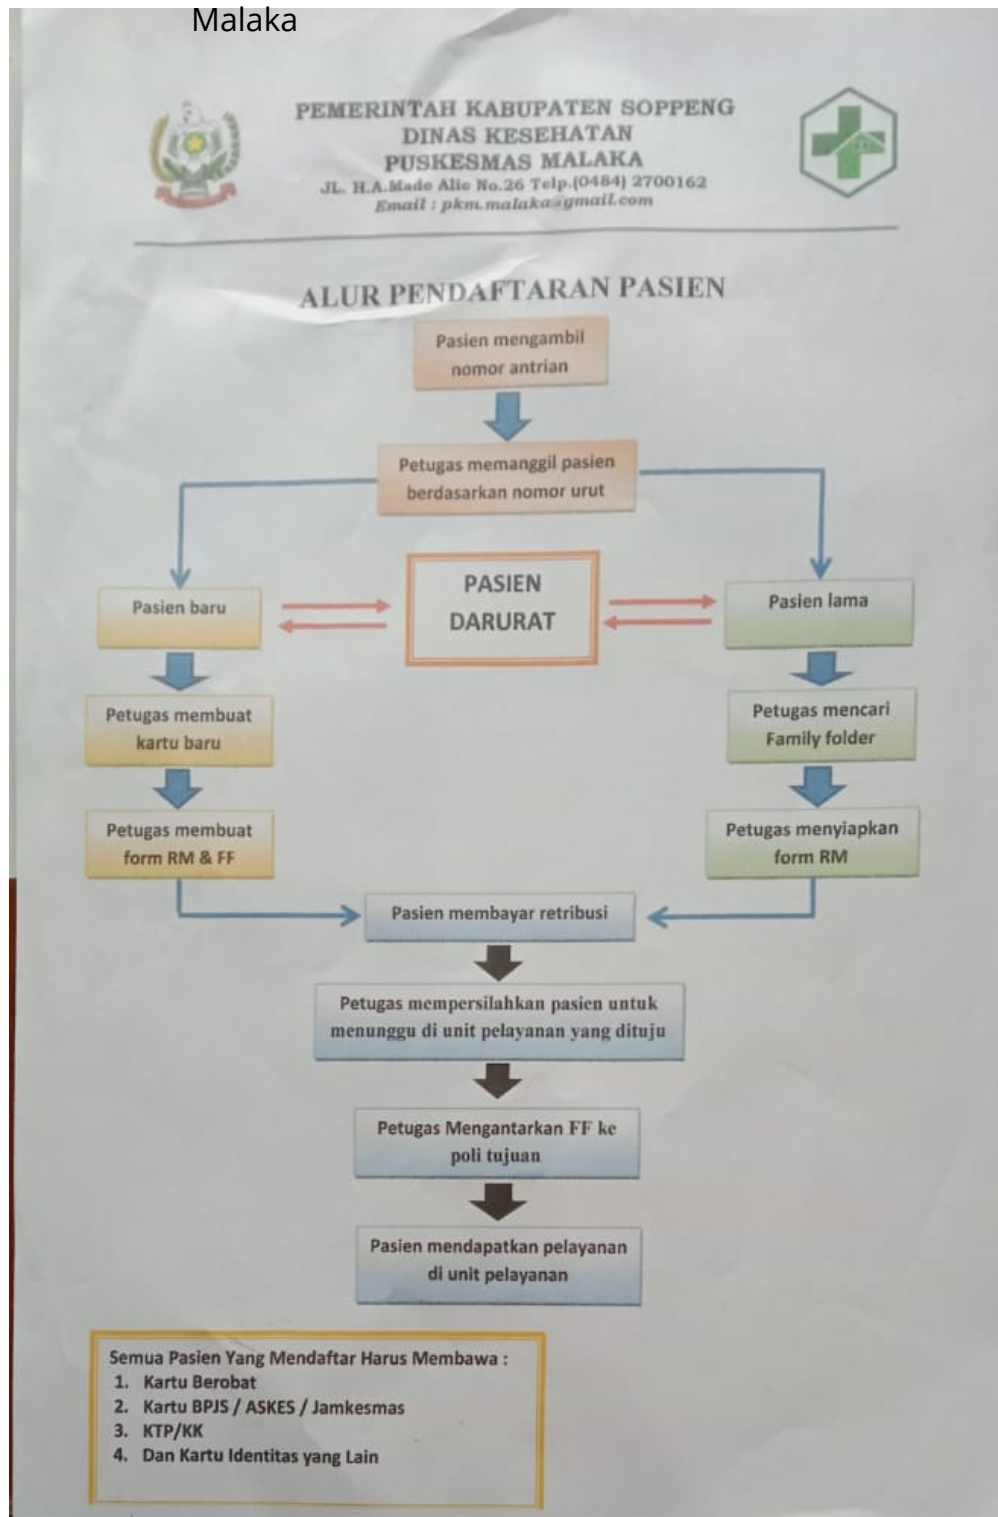 Malaka
PEMERINTAH KABUPATEN SOPPENG
DINAS KESEHATAN
PUSKESMAS MALAKA
JL. H.A.Made Alie No.26 Telp.(0484) 2700162
Email : pkm.malaka@gmail.com
ALUR PENDAFTARAN PASIEN
Pasien mengambil
nomor antrian
Petugas memanggil pasien
berdasarkan nomor urut
Pasien baru
PASIEN
DARURAT
Pasien lama
Petugas membuat
kartu baru
Petugas mencari
Family folder
Petugas membuat
form RM & FF
Petugas menyiapkan
form RM
Pasien membayar retribusi
Petugas mempersilahkan pasien untuk
menunggu di unit pelayanan yang dituju
Petugas Mengantarkan FF ke
poli tujuan
Pasien mendapatkan pelayanan
di unit pelayanan
Semua Pasien Yang Mendaftar Harus Membawa :
1. Kartu Berobat
2. Kartu BPJS / ASKES / Jamkesmas
3. KTP/KK
4. Dan Kartu Identitas yang Lain